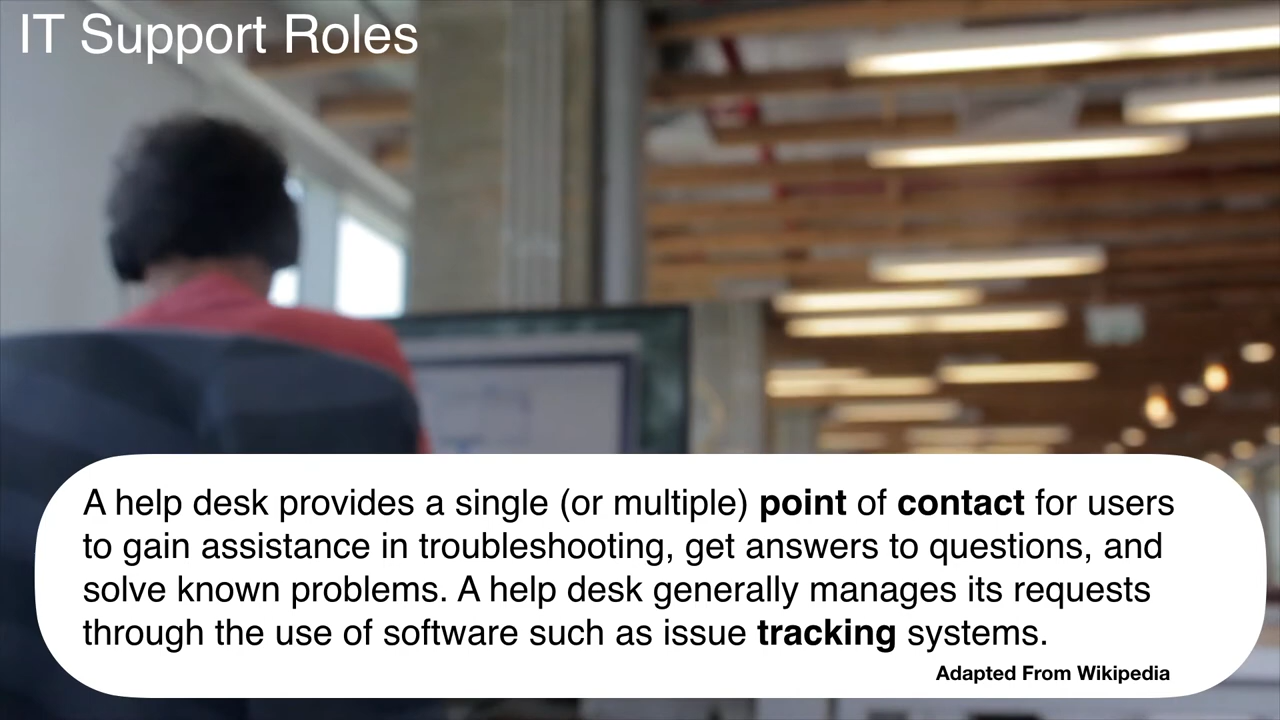 IT Support Roles
A help desk provides a single (or multiple) point of contact for users
to gain assistance in troubleshooting, get answers to questions, and
solve known problems. A help desk generally manages its requests
through the use of software such as issue tracking systems.
Adapted From Wikipedia